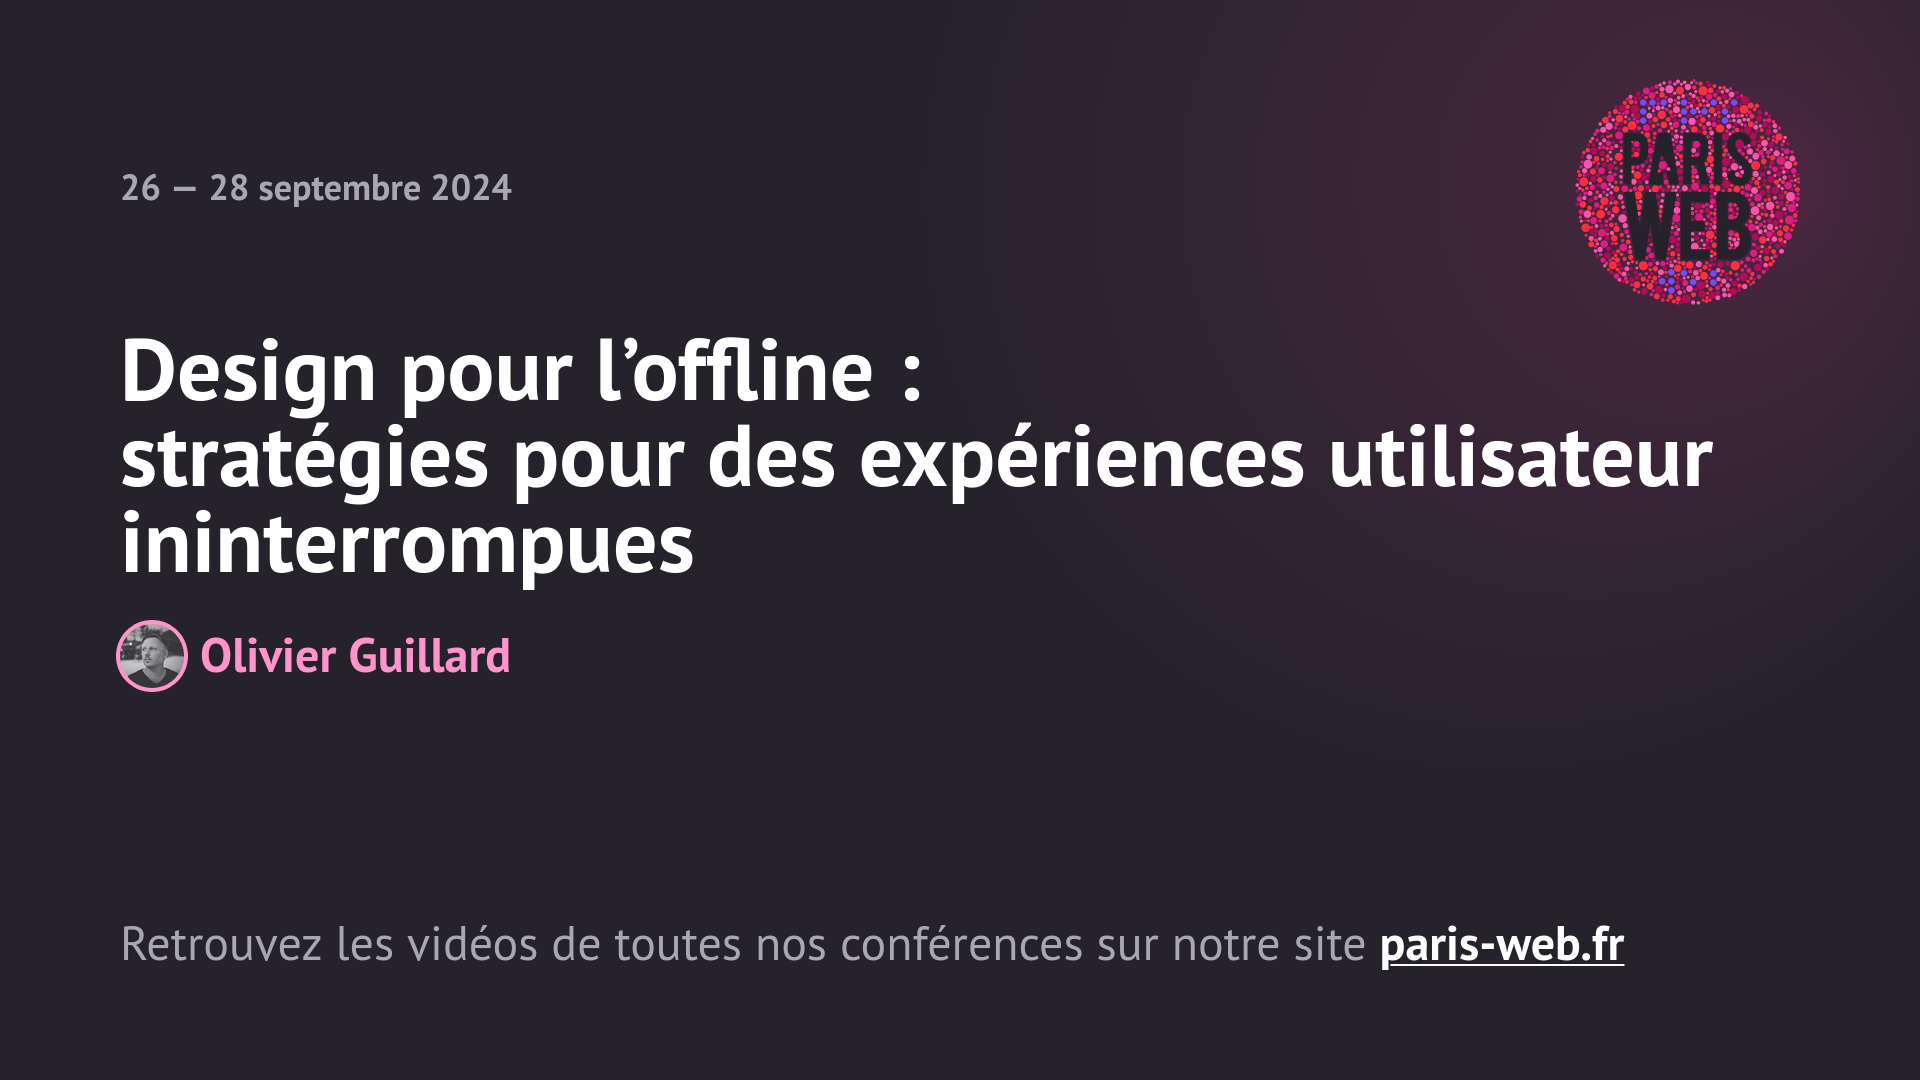 26 — 28 septembre 2024
PARIS
WEB
Design pour l’offline :
stratégies pour des expériences utilisateur
ininterrompues
Olivier Guillard
Retrouvez les vidéos de toutes nos conférences sur notre site paris-web.fr